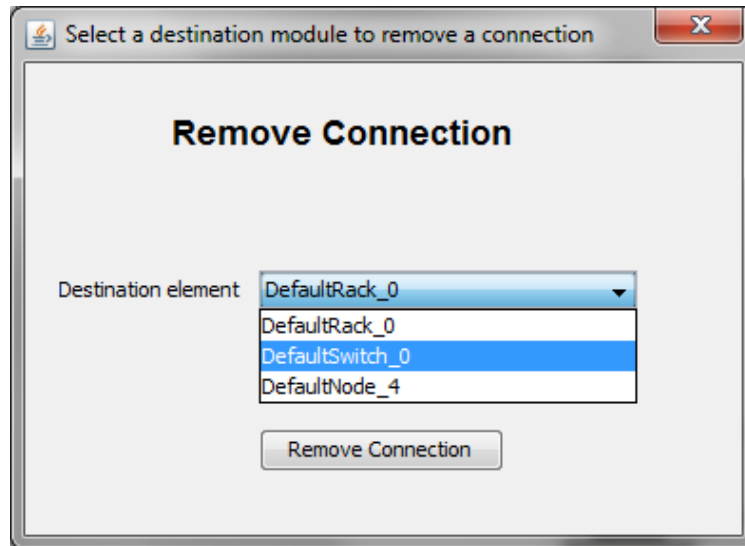 Select a destination module to remove a connection
Remove Connection
Destination element DefaultRack_0
DefaultRack_0
DefaultSwitch_0
DefaultNode_4
Remove Connection